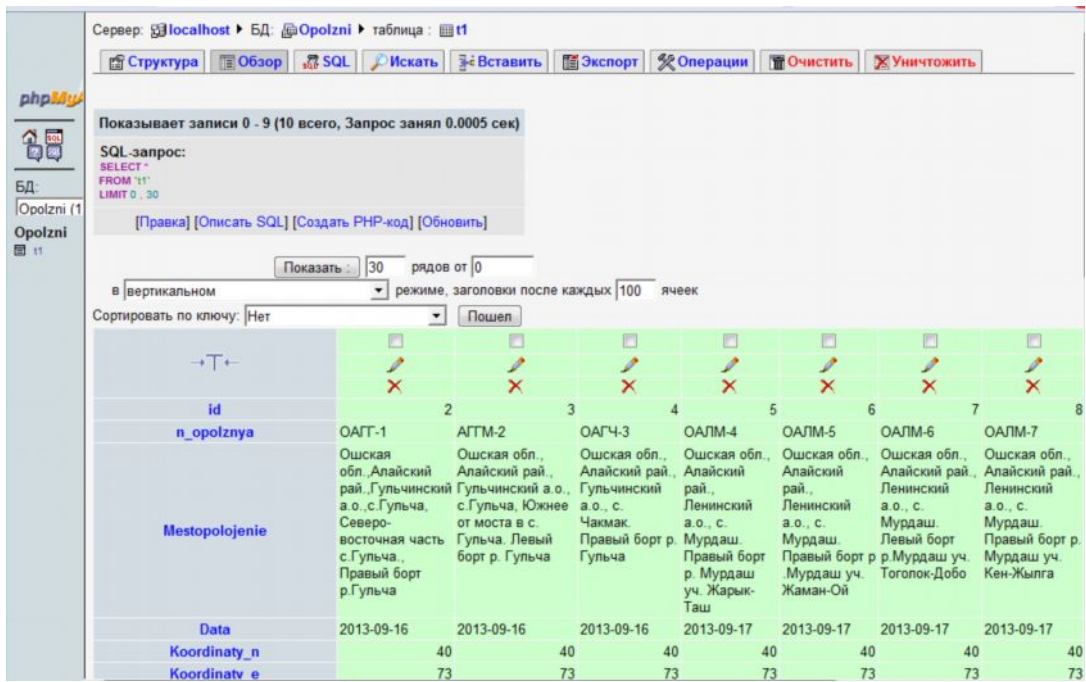 Сервер: localhost ▸ БД: Opolzni ▸ таблица : t1
Структура Обзор SQL Искать Вставить Экспорт Операции Очистить Уничтожить
phpMy
Показывает записи 0 - 9 (10 всего, Запрос занял 0.0005 сек)
SQL-запрос:
SELECT *
FROM `t1`
LIMIT 0 , 30
[Правка] [Описать SQL] [Создать PHP-код] [Обновить]
БД:
Opolzni (1
Opolzni
t1
Показать : 30 рядов от 0
в вертикальном режиме, заголовки после каждых 100 ячеек
Сортировать по ключу: Нет Пошел
id 2 3 4 5 6 7 8
n_opolznya ОАГГ-1 АГГМ-2 ОАГЧ-3 ОАЛМ-4 ОАЛМ-5 ОАЛМ-6 ОАЛМ-7
Mestopolojenie
Ошская
обл.,Алайский
рай.,Гульчинский
а.о.,с.Гульча,
Северо-
восточная часть
с.Гульча.,
Правый борт
р.Гульча
Ошская обл.,
Алайский рай.,
Гульчинский а.о.,
с.Гульча, Южнее
от моста в с.
Гульча. Левый
борт р. Гульча
Ошская обл.,
Алайский рай.,
Гульчинский
а.о., с.
Чакмак.
Правый борт р.
Гульча
Ошская обл.,
Алайский
рай.,
Ленинский
а.о., с.
Мурдаш.
Правый борт
р. Мурдаш
уч. Жарык-
Таш
Ошская обл.,
Алайский
рай.,
Ленинский
а.о., с.
Мурдаш.
Правый борт р
.Мурдаш уч.
Жаман-Ой
Ошская обл.,
Алайский рай.,
Ленинский
а.о., с.
Мурдаш.
Левый борт
р.Мурдаш уч.
Тоголок-Добо
Ошская обл.,
Алайский рай.,
Ленинский
а.о., с.
Мурдаш.
Правый борт р.
Мурдаш уч.
Кен-Жылга
Data 2013-09-16 2013-09-16 2013-09-16 2013-09-17 2013-09-17 2013-09-17 2013-09-17
Koordinaty_n 40 40 40 40 40 40 40
Koordinaty_e 73 73 73 73 73 73 73